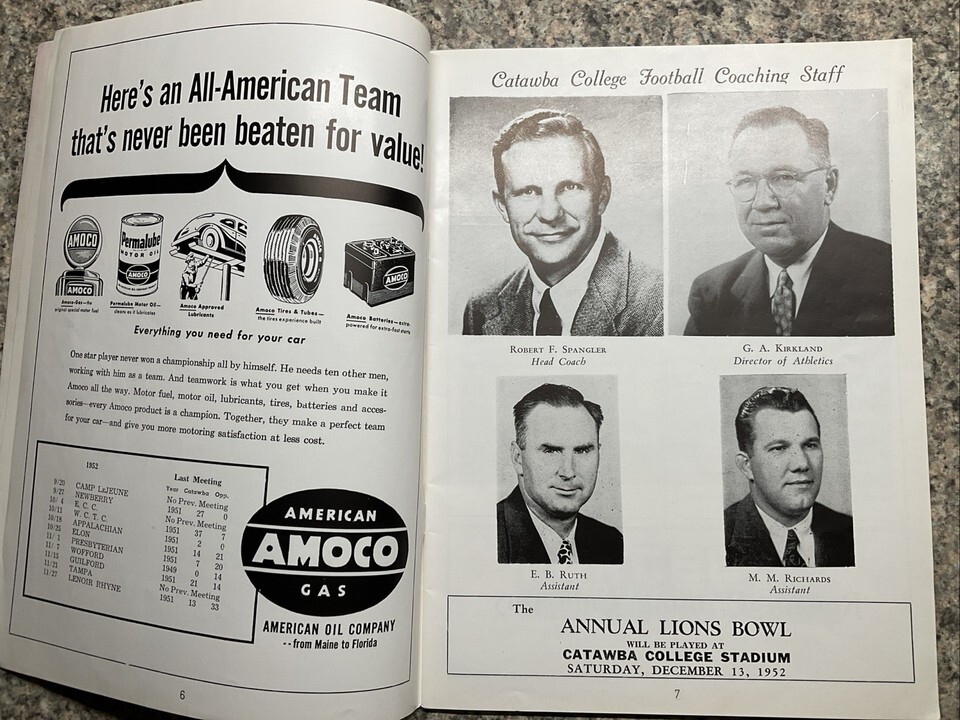 Here's an All-American Team
that's never been beaten for value!
AMOCO
Permalube
MOTOR OIL
AMOCO
AMOCO
Amoco-Gas—the
original special motor fuel
Permalube Motor Oil—
cleans as it lubricates
Amoco Approved
Lubricants
Amoco Tires & Tubes—
the tires experience built
Amoco Batteries—extra-
powered for extra-fast starts
Everything you need for your car
One star player never won a championship all by himself. He needs ten other men,
working with him as a team. And teamwork is what you get when you make it
Amoco all the way. Motor fuel, motor oil, lubricants, tires, batteries and acces-
sories—every Amoco product is a champion. Together, they make a perfect team
for your car—and give you more motoring satisfaction at less cost.
1952 Last Meeting
Year Catawba Opp.
9/20 CAMP LeJEUNE No Prev. Meeting
9/27 NEWBERRY 1951 27 0
10/ 4 E. C. C. No Prev. Meeting
10/11 W. C. T. C. 1951 37 7
10/18 APPALACHIAN 1951 2 0
10/25 ELON 1951 14 21
11/ 1 PRESBYTERIAN 1951 7 20
11/ 7 WOFFORD 1949 0 14
11/15 GUILFORD 1951 21 14
11/21 TAMPA No Prev. Meeting
11/27 LENOIR RHYNE 1951 13 33
AMERICAN
AMOCO
GAS
AMERICAN OIL COMPANY
--from Maine to Florida
6
Catawba College Football Coaching Staff
Robert F. Spangler
Head Coach
G. A. Kirkland
Director of Athletics
E. B. Ruth
Assistant
M. M. Richards
Assistant
The
ANNUAL LIONS BOWL
WILL BE PLAYED AT
CATAWBA COLLEGE STADIUM
SATURDAY, DECEMBER 13, 1952
7